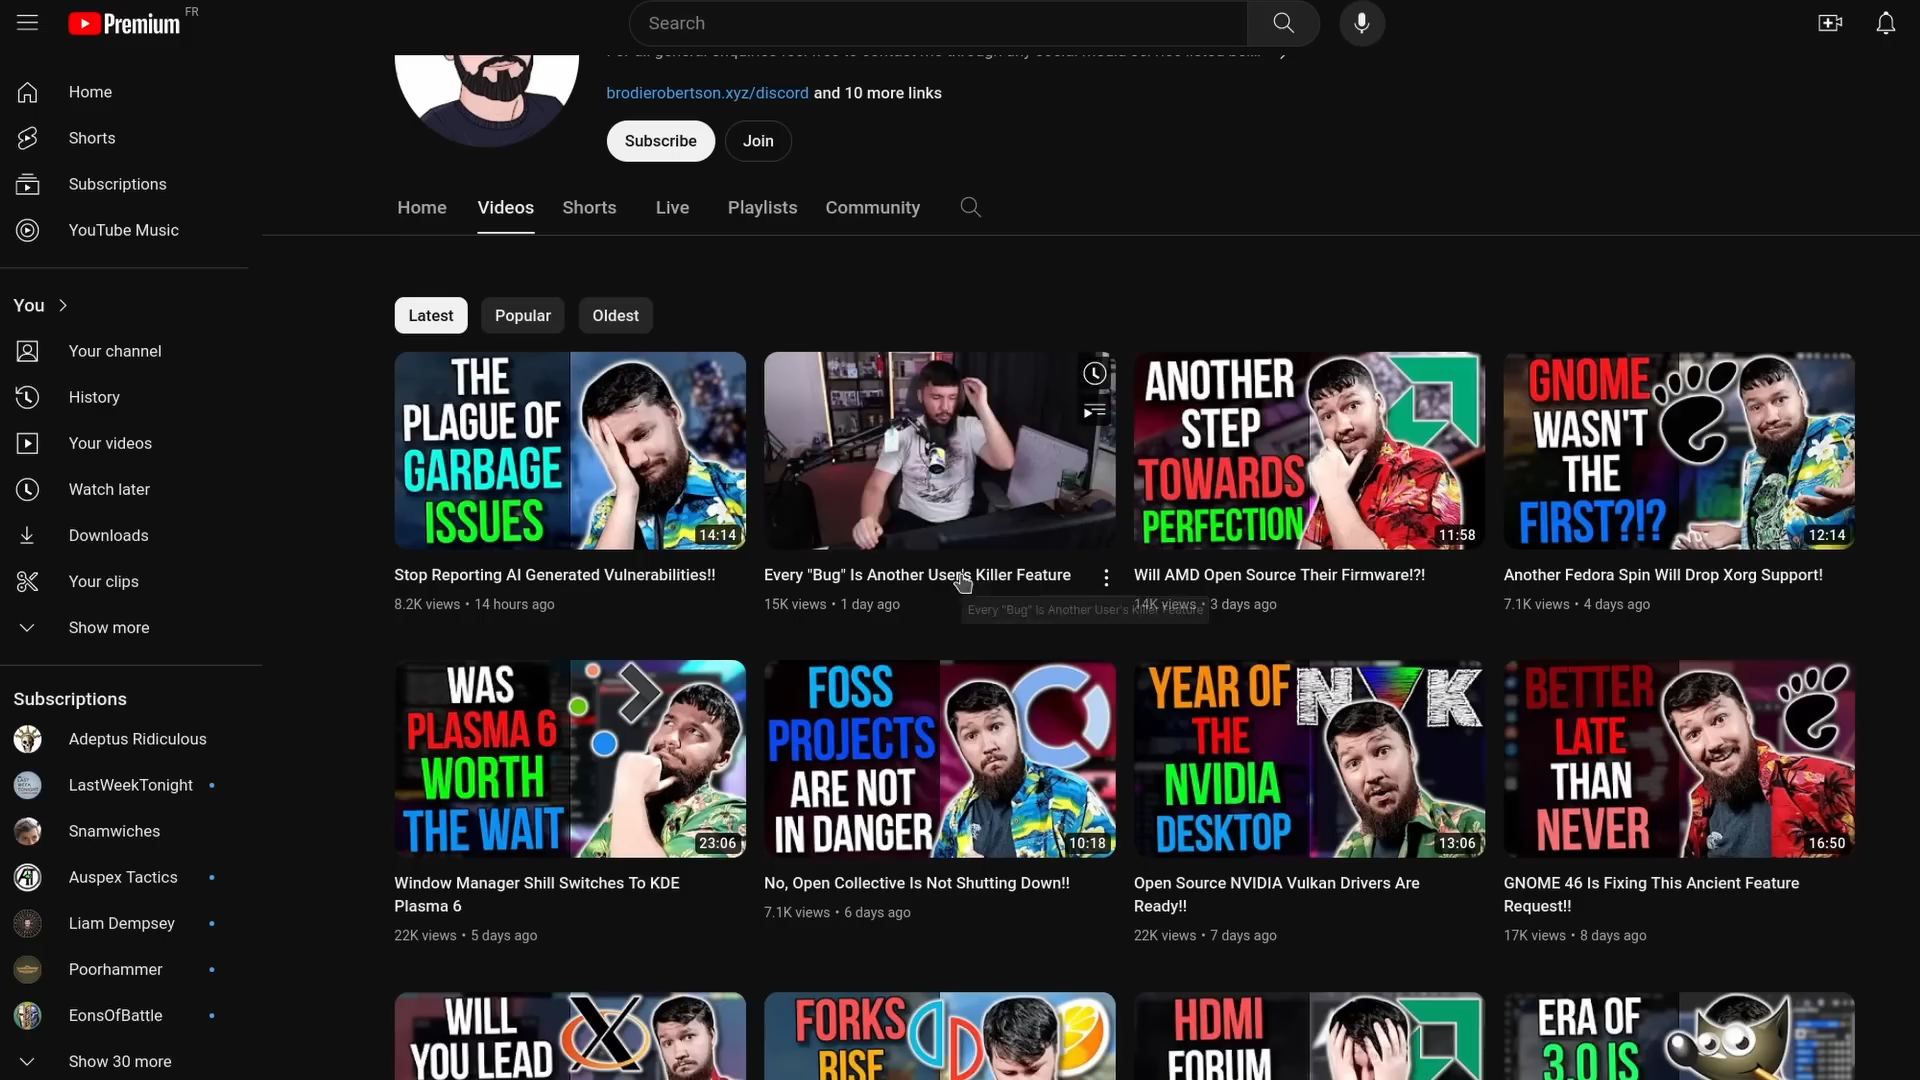 Premium
FR
Search
brodierobertson.xyz/discord and 10 more links
Subscribe
Join
Home
Videos
Shorts
Live
Playlists
Community
Home
Shorts
Subscriptions
YouTube Music
You
Your channel
History
Your videos
Watch later
Downloads
Your clips
Show more
Subscriptions
Adeptus Ridiculous
LastWeekTonight
Snamwiches
Auspex Tactics
Liam Dempsey
Poorhammer
EonsOfBattle
Show 30 more
Latest
Popular
Oldest
THE
PLAGUE OF
GARBAGE
ISSUES
14:14
Stop Reporting AI Generated Vulnerabilities!!
8.2K views • 14 hours ago
Every "Bug" Is Another User's Killer Feature
15K views • 1 day ago
Every "Bug" Is Another User's Killer Feature
ANOTHER
STEP
TOWARDS
PERFECTION
11:58
Will AMD Open Source Their Firmware!?!
14K views • 3 days ago
GNOME
WASN'T
THE
FIRST?!?
12:14
Another Fedora Spin Will Drop Xorg Support!
7.1K views • 4 days ago
WAS
PLASMA 6
WORTH
THE WAIT
23:06
Window Manager Shill Switches To KDE
Plasma 6
22K views • 5 days ago
FOSS
PROJECTS
ARE NOT
IN DANGER
10:18
No, Open Collective Is Not Shutting Down!!
7.1K views • 6 days ago
YEAR OF
THE
NVIDIA
DESKTOP
NVK
13:06
Open Source NVIDIA Vulkan Drivers Are
Ready!!
22K views • 7 days ago
BETTER
LATE
THAN
NEVER
16:50
GNOME 46 Is Fixing This Ancient Feature
Request!!
17K views • 8 days ago
WILL
YOU LEAD
FORKS
RISE
HDMI
FORUM
ERA OF
3.0 IS